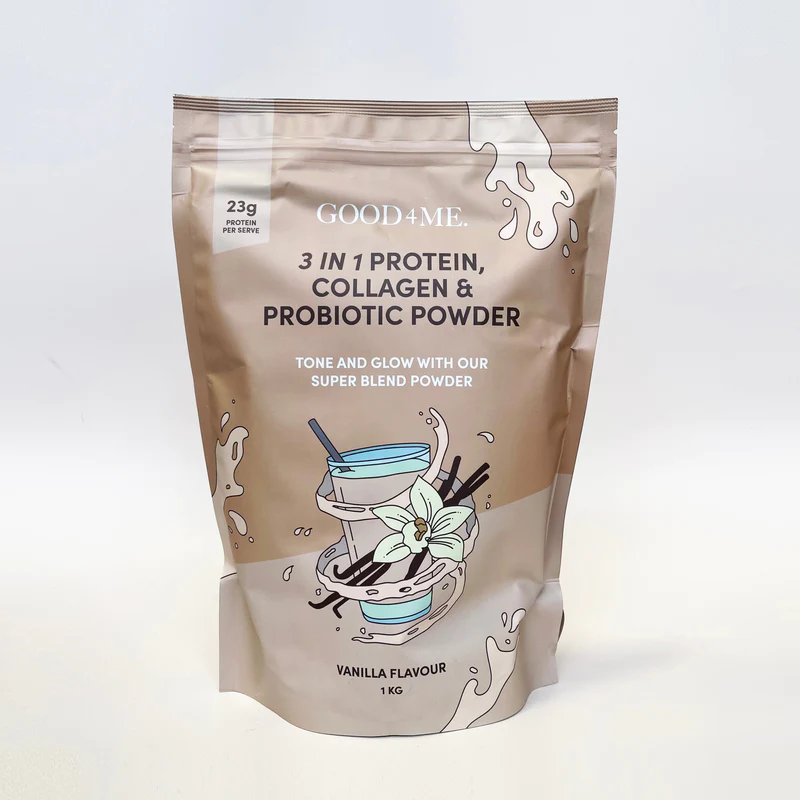 23g
PROTEIN
PER SERVE
GOOD4ME.
3 IN 1 PROTEIN,
COLLAGEN &
PROBIOTIC POWDER
TONE AND GLOW WITH OUR
SUPER BLEND POWDER
VANILLA FLAVOUR
1 KG